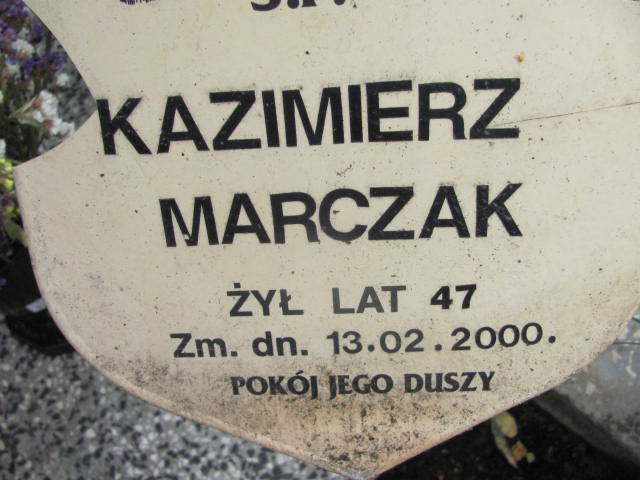 Ś.P.
KAZIMIERZ
MARCZAK
ŻYŁ LAT 47
Zm. dn. 13.02.2000.
POKÓJ JEGO DUSZY